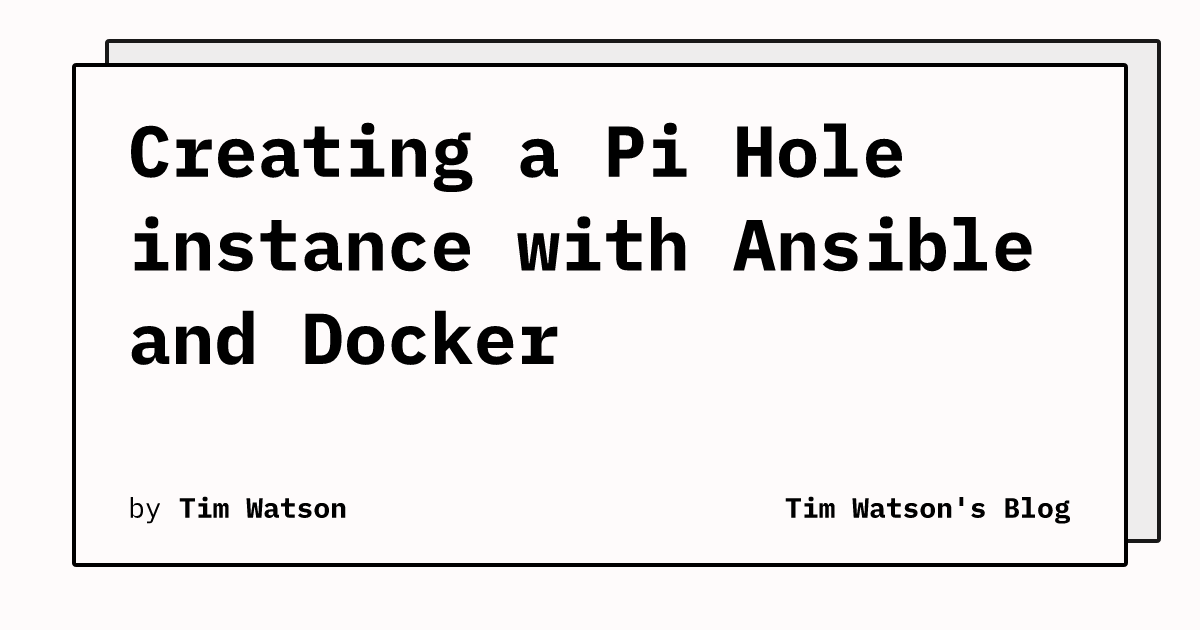 Creating a Pi Hole
instance with Ansible
and Docker
by Tim Watson
Tim Watson's Blog